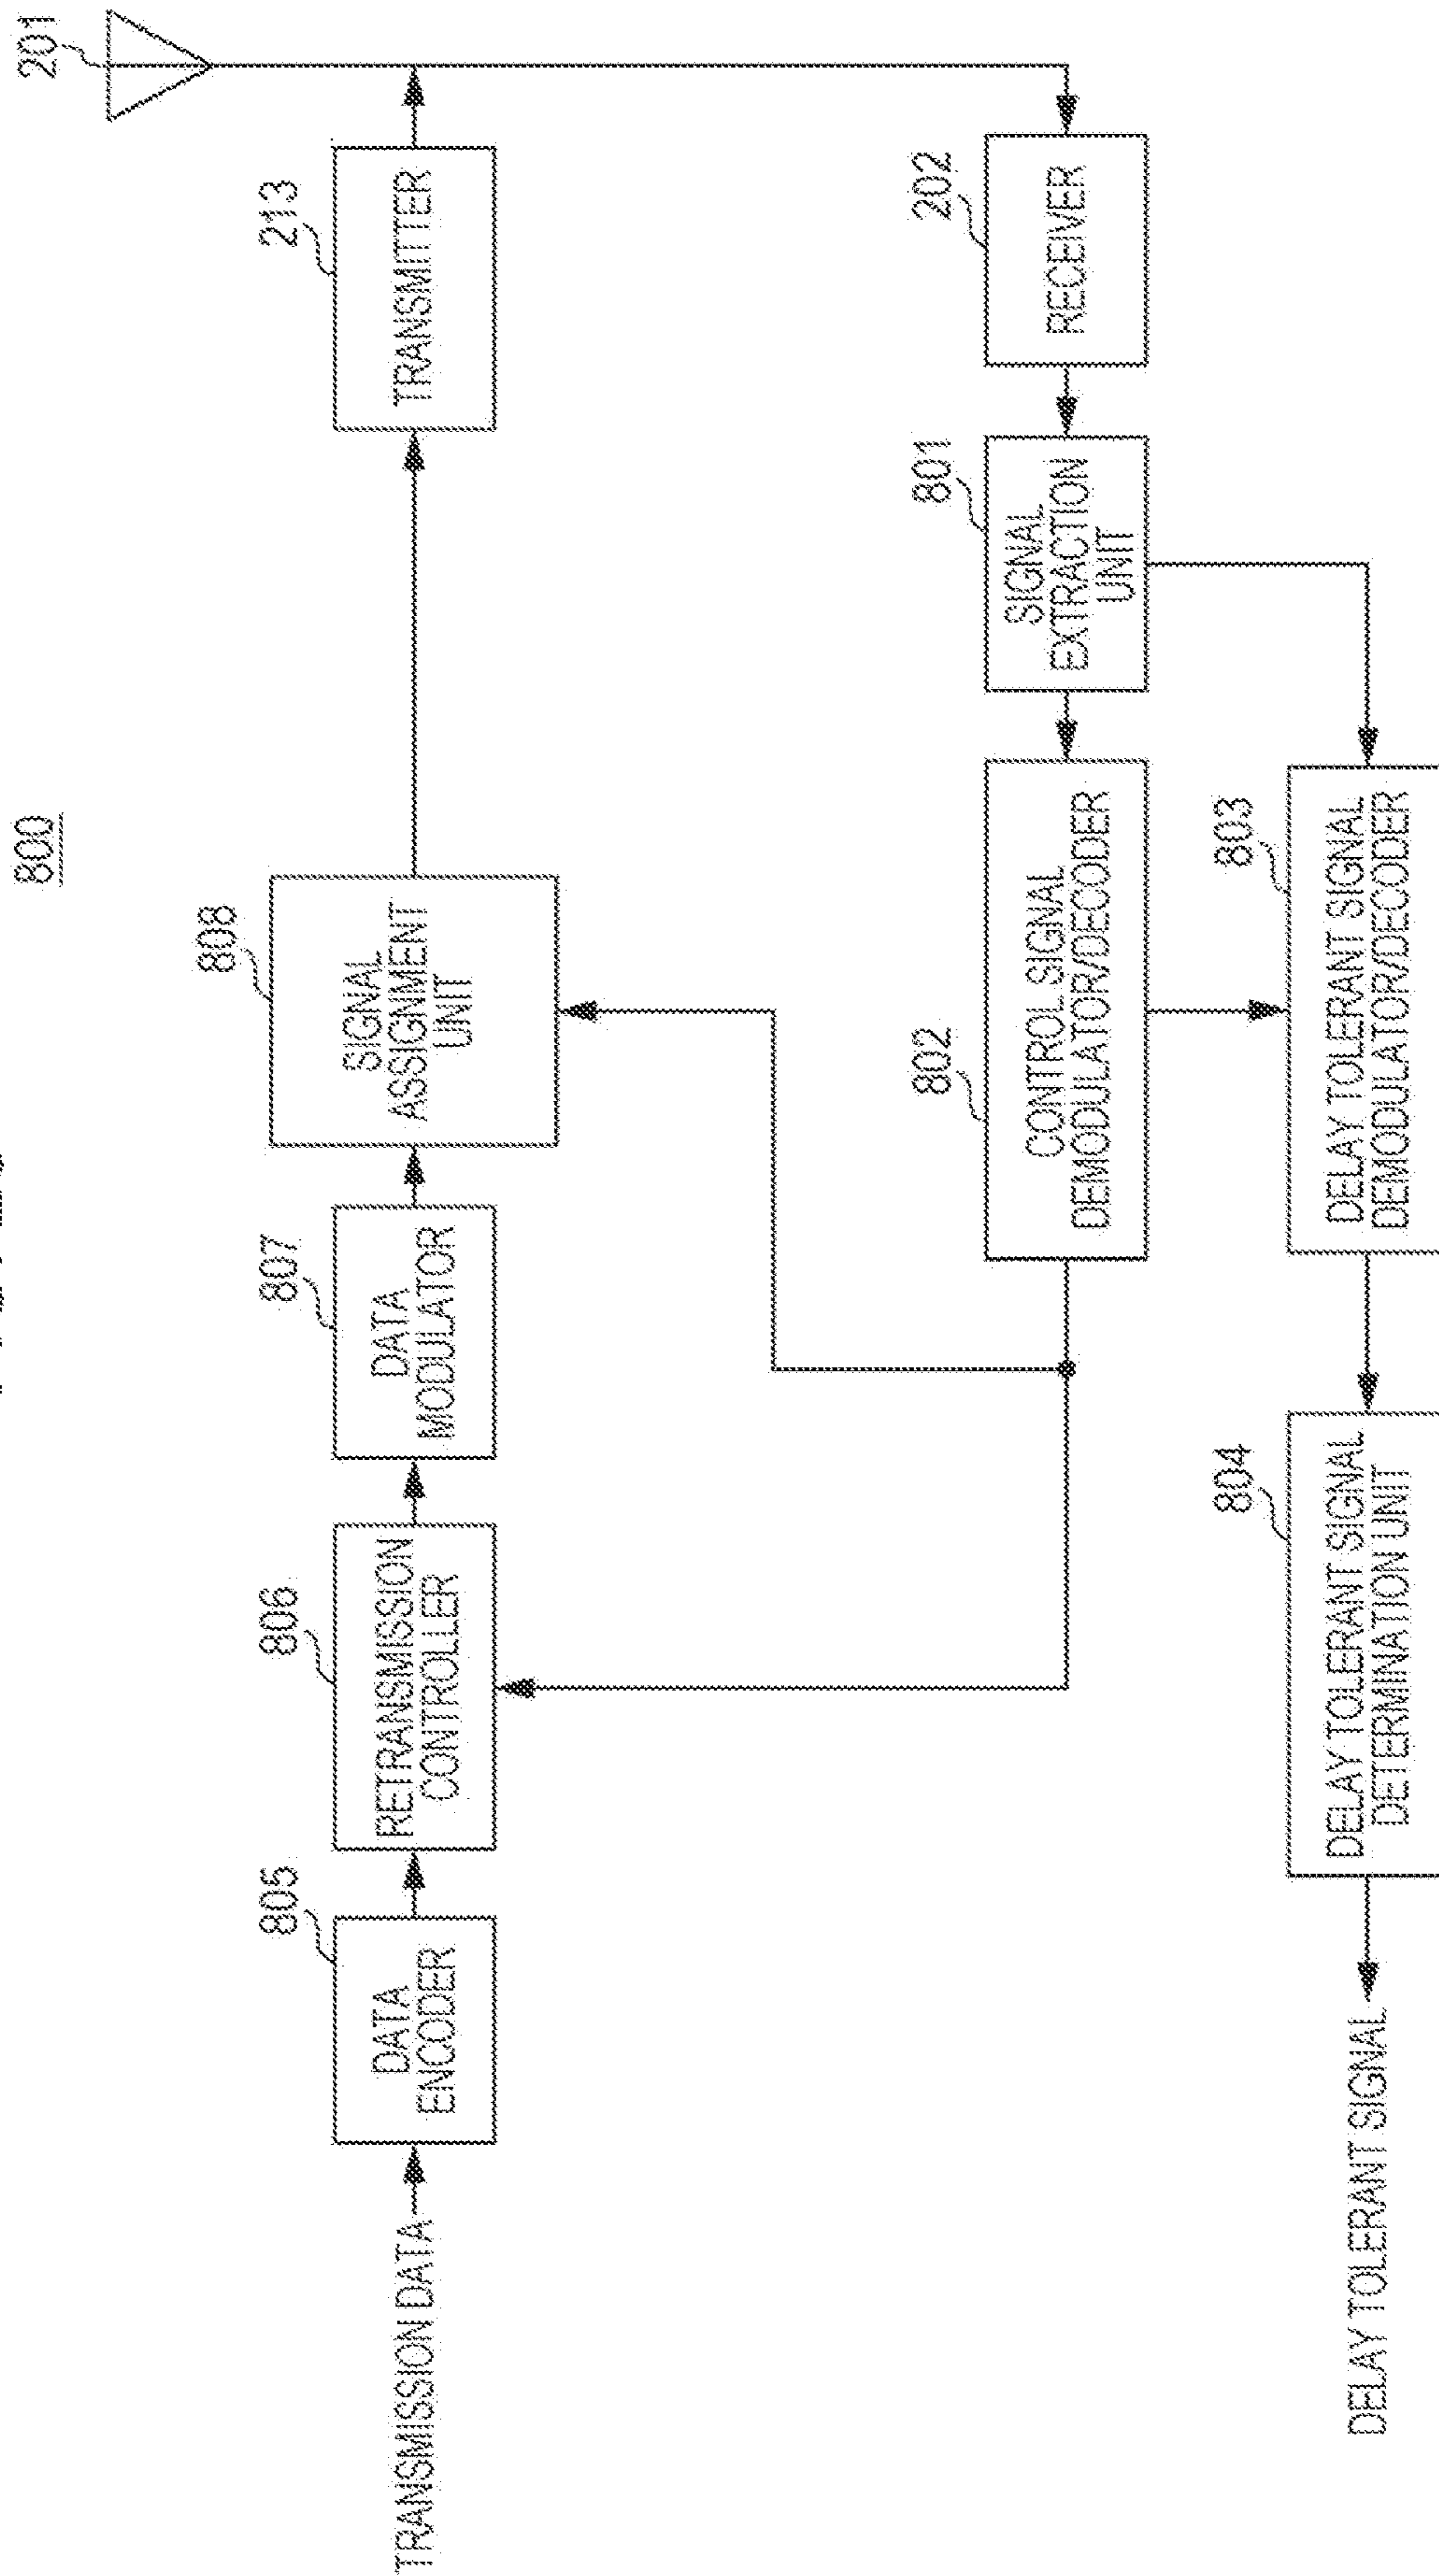 800
201
TRANSMISSION DATA
805
DATA
ENCODER
806
RETRANSMISSION
CONTROLLER
807
DATA
MODULATOR
808
SIGNAL
ASSIGNMENT
UNIT
213
TRANSMITTER
202
RECEIVER
801
SIGNAL
EXTRACTION
UNIT
802
CONTROL SIGNAL
DEMODULATOR/DECODER
803
DELAY TOLERANT SIGNAL
DEMODULATOR/DECODER
804
DELAY TOLERANT SIGNAL
DETERMINATION UNIT
DELAY TOLERANT SIGNAL